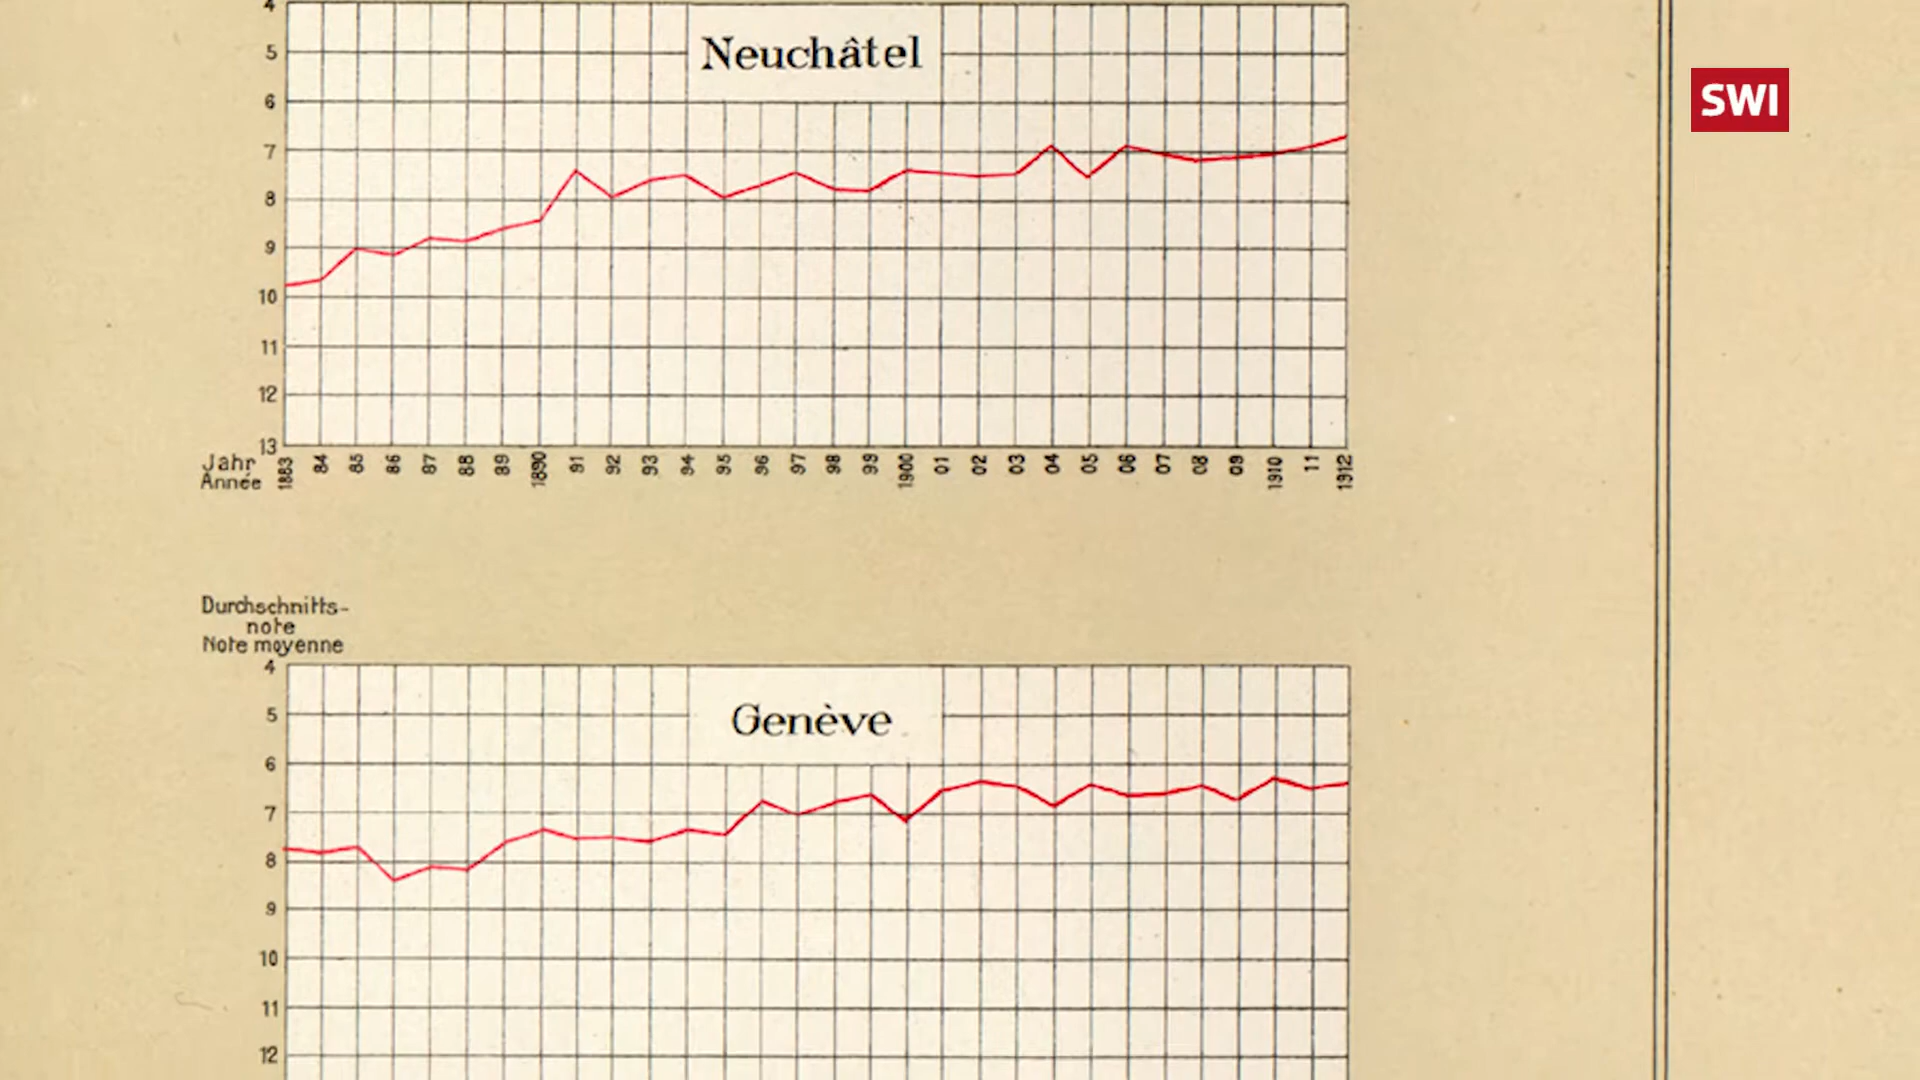 4
5
6
7
8
9
10
11
12
13
Neuchâtel
SWI
Jahr
Année
1883 84 85 86 87 88 89 1890 91 92 93 94 95 96 97 98 99 1900 01 02 03 04 05 06 07 08 09 1910 11 1912
Durchschnitts-
note
Note moyenne
4
5
6
7
8
9
10
11
12
Genève